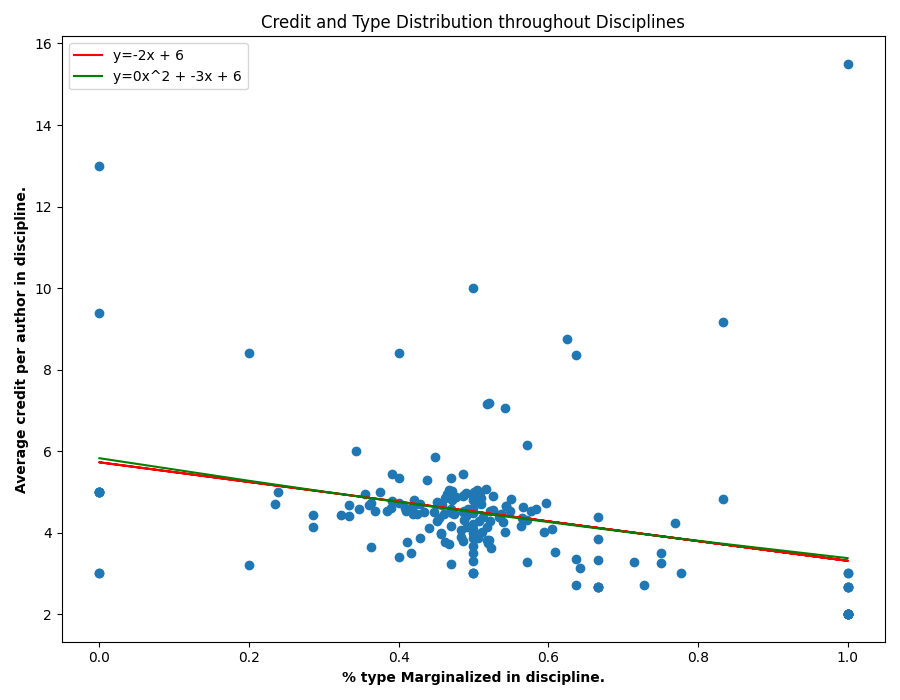 Credit and Type Distribution throughout Disciplines
y=-2x + 6
y=0x^2 + -3x + 6
Average credit per author in discipline.
16
14
12
10
8
6
4
2
0.0 0.2 0.4 0.6 0.8 1.0
% type Marginalized in discipline.